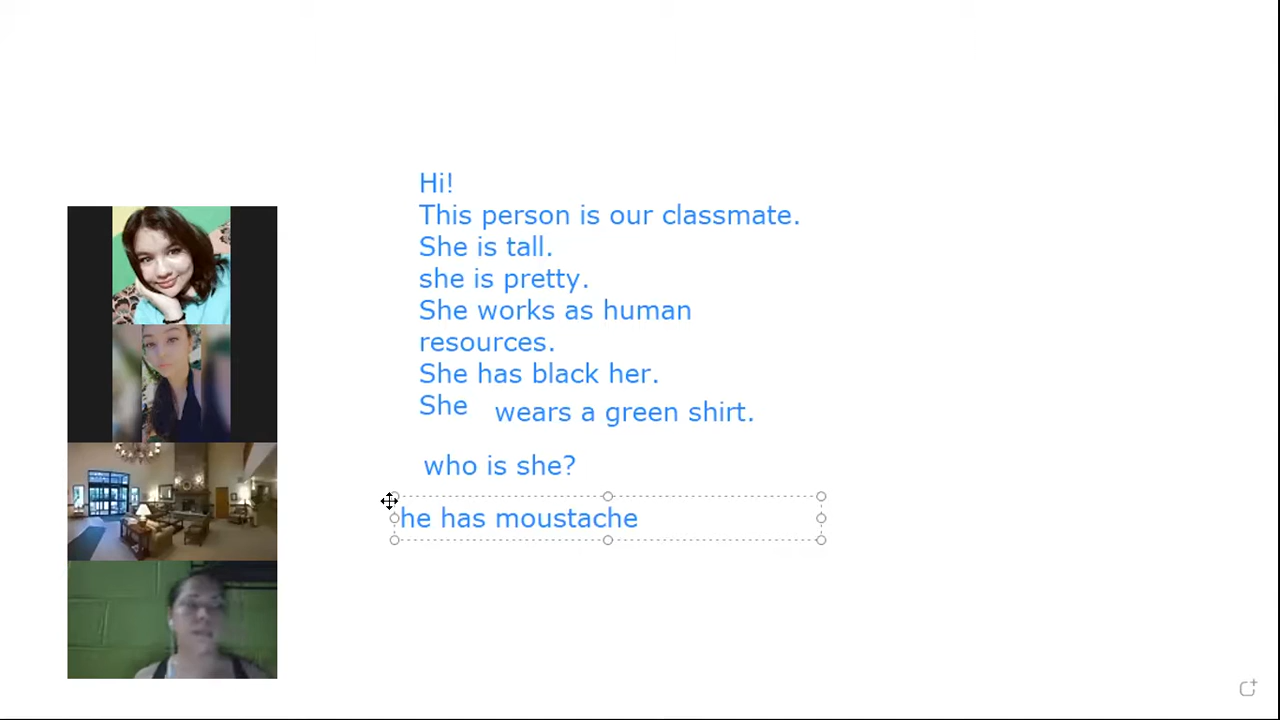 Hi!
This person is our classmate.
She is tall.
she is pretty.
She works as human
resources.
She has black her.
She wears a green shirt.
who is she?
he has moustache